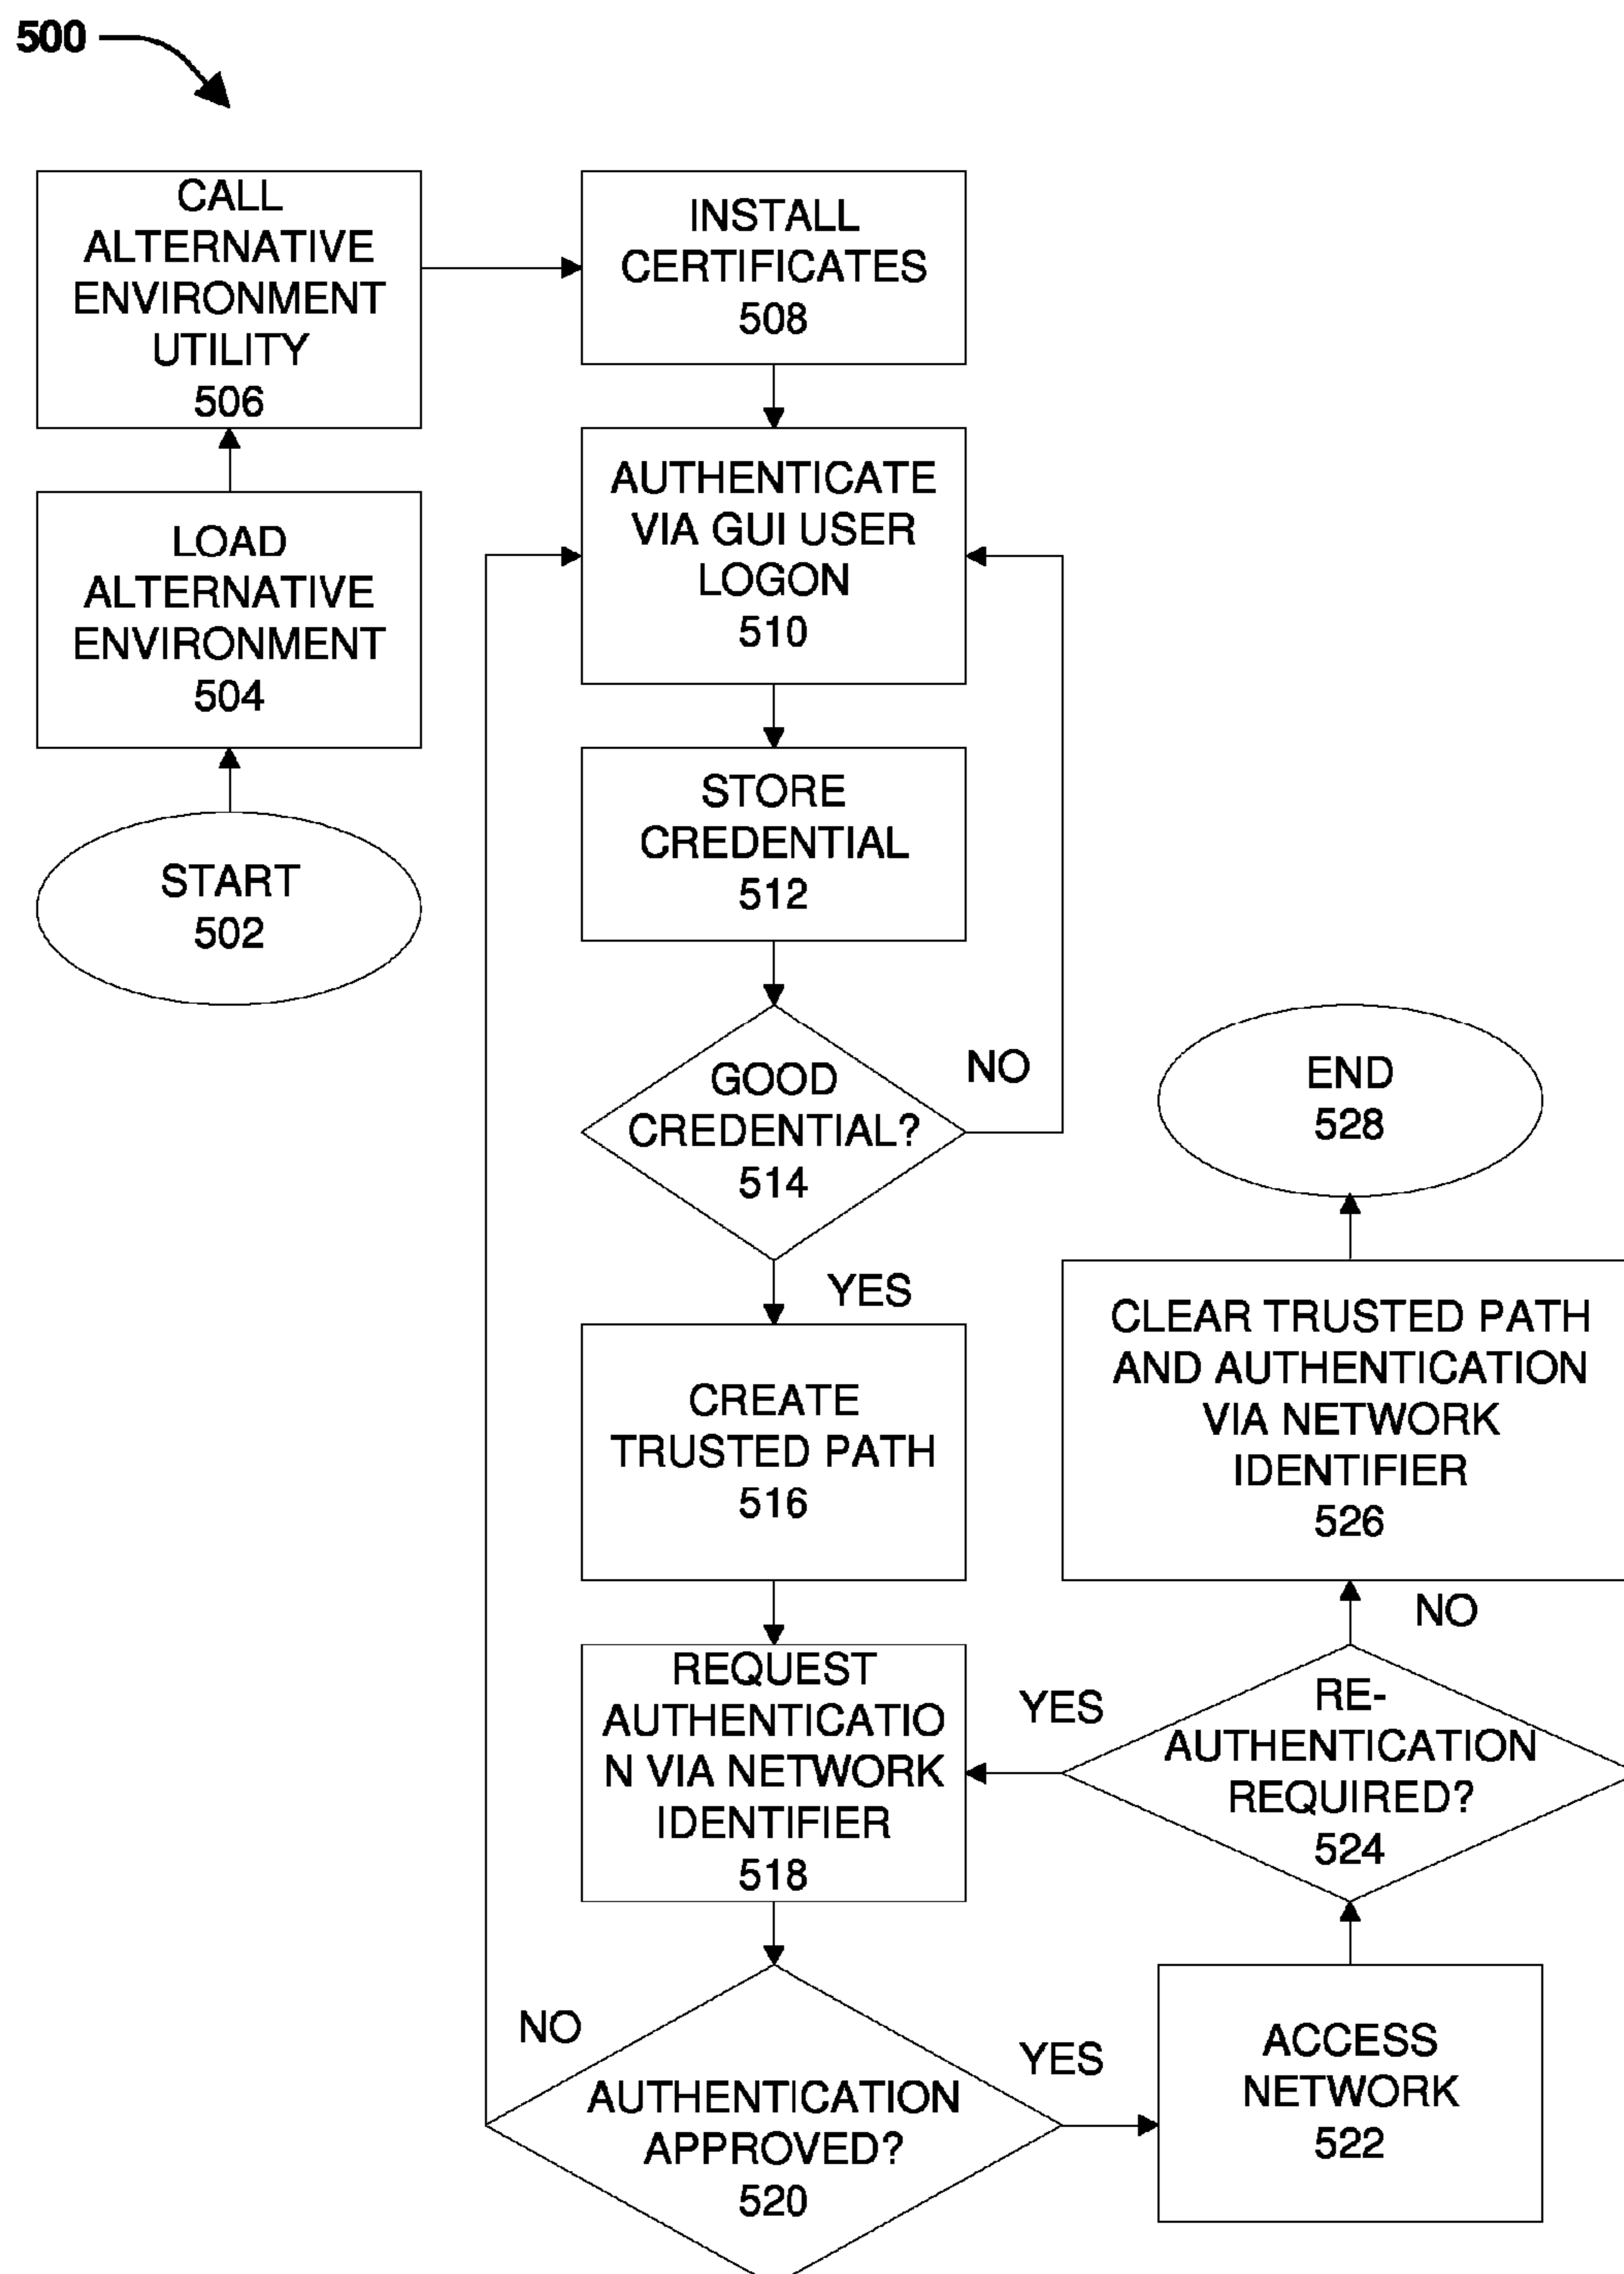 500
CALL
ALTERNATIVE
ENVIRONMENT
UTILITY
506
LOAD
ALTERNATIVE
ENVIRONMENT
504
START
502
INSTALL
CERTIFICATES
508
AUTHENTICATE
VIA GUI USER
LOGON
510
STORE
CREDENTIAL
512
GOOD
CREDENTIAL?
514
NO
YES
CREATE
TRUSTED PATH
516
REQUEST
AUTHENTICATIO
N VIA NETWORK
IDENTIFIER
518
NO
AUTHENTICATION
APPROVED?
520
YES
ACCESS
NETWORK
522
RE-
AUTHENTICATION
REQUIRED?
524
YES
NO
CLEAR TRUSTED PATH
AND AUTHENTICATION
VIA NETWORK
IDENTIFIER
526
END
528